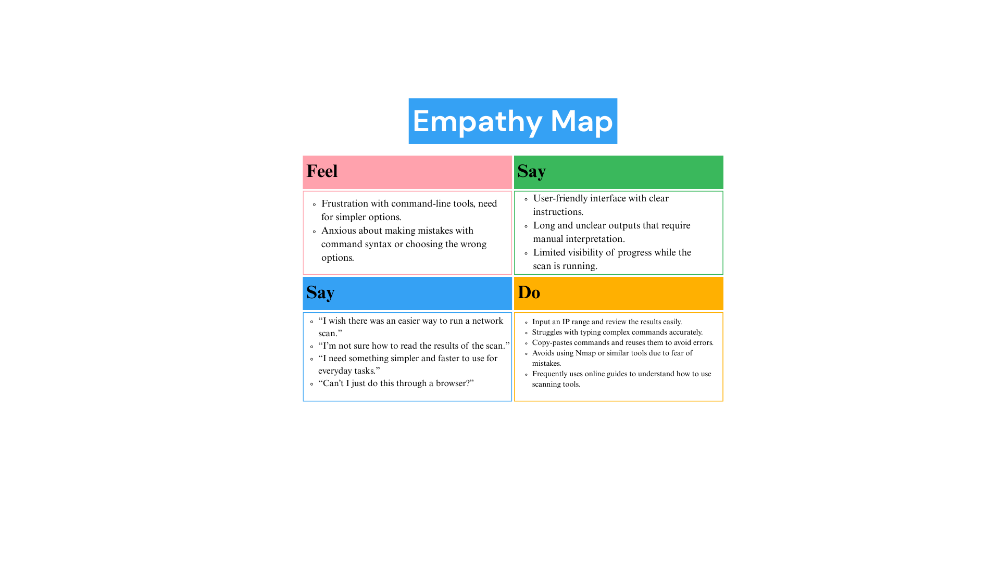 Empathy Map
Feel
Frustration with command-line tools, need
for simpler options.
Anxious about making mistakes with
command syntax or choosing the wrong
options.
Say
User-friendly interface with clear
instructions.
Long and unclear outputs that require
manual interpretation.
Limited visibility of progress while the
scan is running.
Say
“I wish there was an easier way to run a network
scan.”
“I’m not sure how to read the results of the scan.”
“I need something simpler and faster to use for
everyday tasks.”
“Can’t I just do this through a browser?”
Do
Input an IP range and review the results easily.
Struggles with typing complex commands accurately.
Copy-pastes commands and reuses them to avoid errors.
Avoids using Nmap or similar tools due to fear of
mistakes.
Frequently uses online guides to understand how to use
scanning tools.